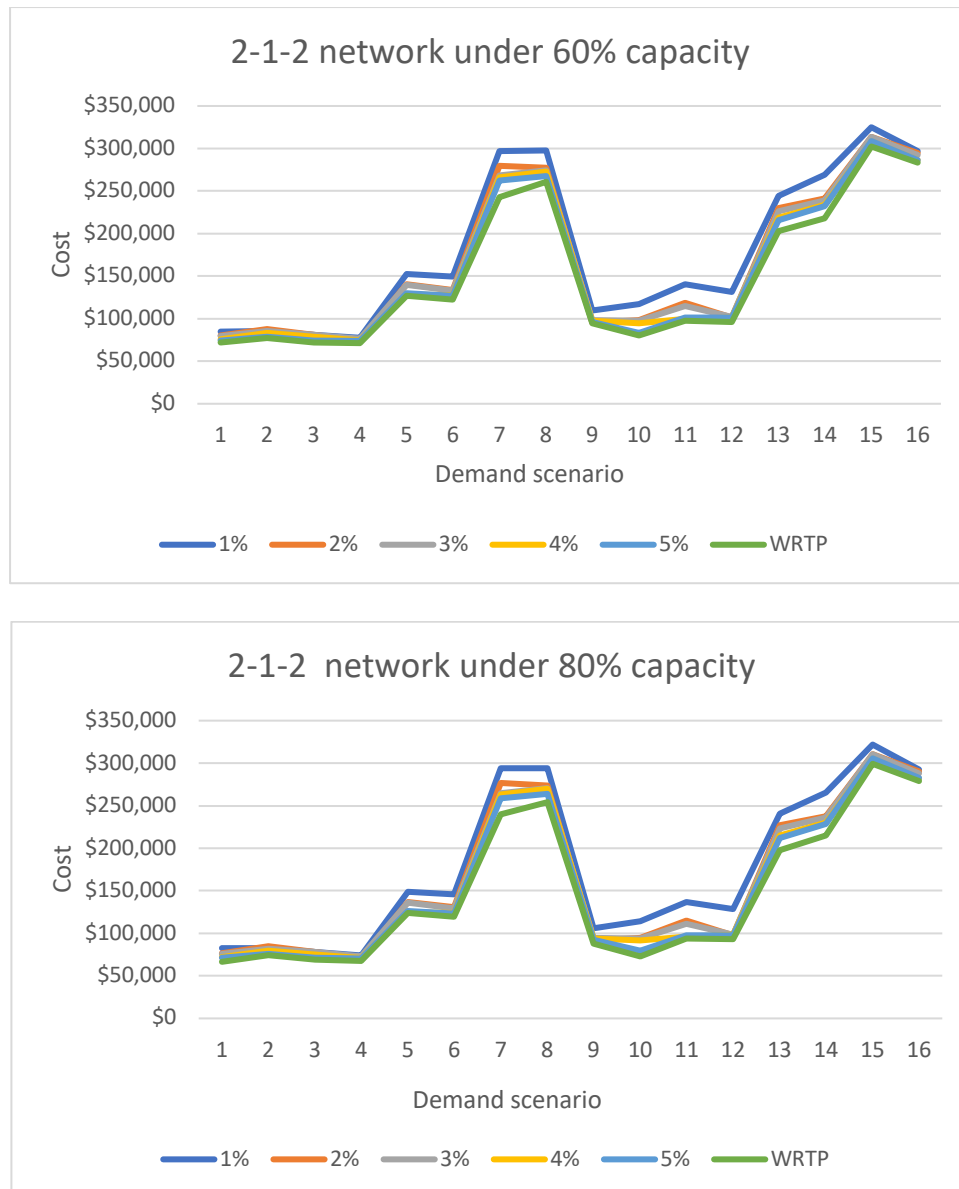 2-1-2 network under 60% capacity
$350,000
$300,000
$250,000
$200,000
$150,000
$100,000
$50,000
$0
Cost
1 2 3 4 5 6 7 8 9 10 11 12 13 14 15 16
Demand scenario
1% 2% 3% 4% 5% WRTP
2-1-2 network under 80% capacity
$350,000
$300,000
$250,000
$200,000
$150,000
$100,000
$50,000
$0
Cost
1 2 3 4 5 6 7 8 9 10 11 12 13 14 15 16
Demand scenario
1% 2% 3% 4% 5% WRTP